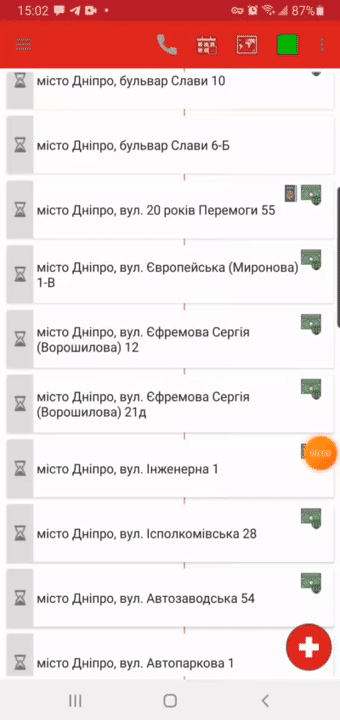 15:02
87%
місто Дніпро, бульвар Слави 10
місто Дніпро, бульвар Слави 6-Б
місто Дніпро, вул. 20 років Перемоги 55
місто Дніпро, вул. Європейська (Миронова)
1-В
місто Дніпро, вул. Єфремова Сергія
(Ворошилова) 12
місто Дніпро, вул. Єфремова Сергія
(Ворошилова) 21д
місто Дніпро, вул. Інженерна 1
місто Дніпро, вул. Ісполкомівська 28
місто Дніпро, вул. Автозаводська 54
місто Дніпро, вул. Автопаркова 1